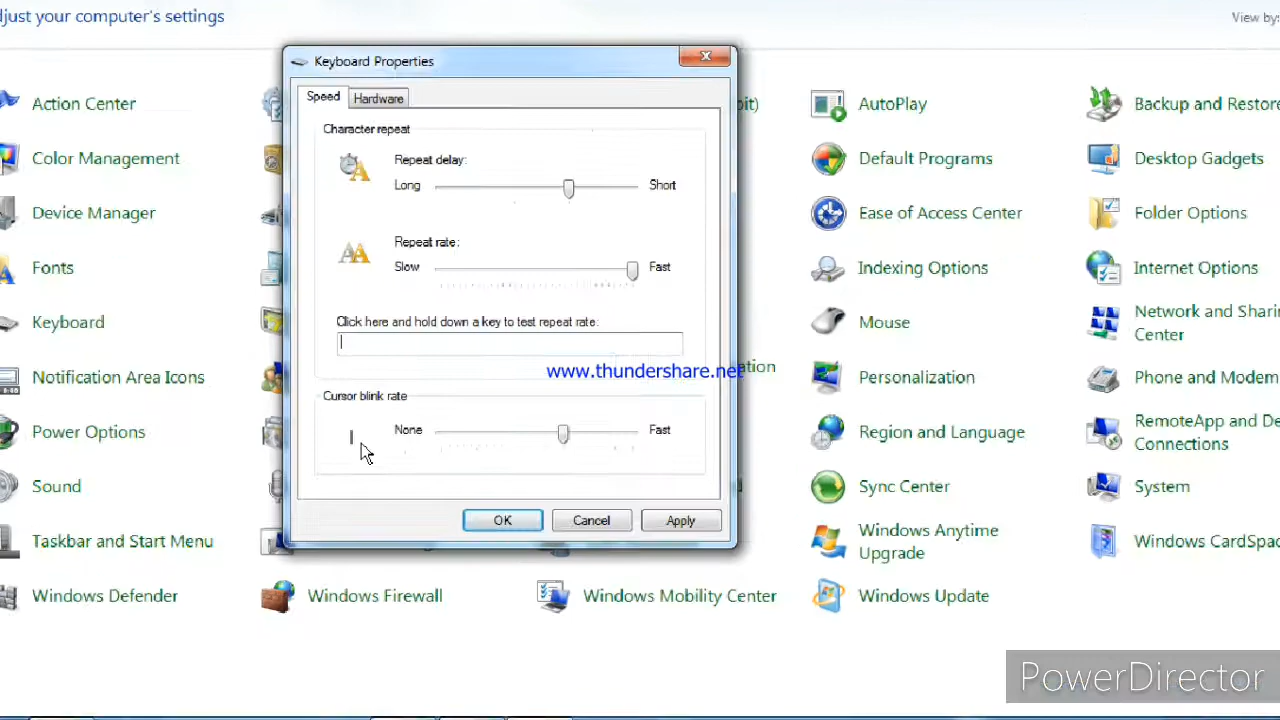 djust your computer's settings
View by:
Keyboard Properties
Speed
Hardware
Character repeat
Repeat delay:
Long
Short
Repeat rate:
Slow
Fast
Click here and hold down a key to test repeat rate:
www.thundershare.net
Cursor blink rate
None
Fast
OK
Cancel
Apply
Action Center
bit)
AutoPlay
Backup and Restore
Color Management
Default Programs
Desktop Gadgets
Device Manager
Ease of Access Center
Folder Options
Fonts
Indexing Options
Internet Options
Keyboard
Mouse
Network and Sharin
Center
Notification Area Icons
ation
Personalization
Phone and Modem
Power Options
Region and Language
RemoteApp and De
Connections
Sound
Sync Center
System
Taskbar and Start Menu
Windows Anytime
Upgrade
Windows CardSpac
Windows Defender
Windows Firewall
Windows Mobility Center
Windows Update
PowerDirector